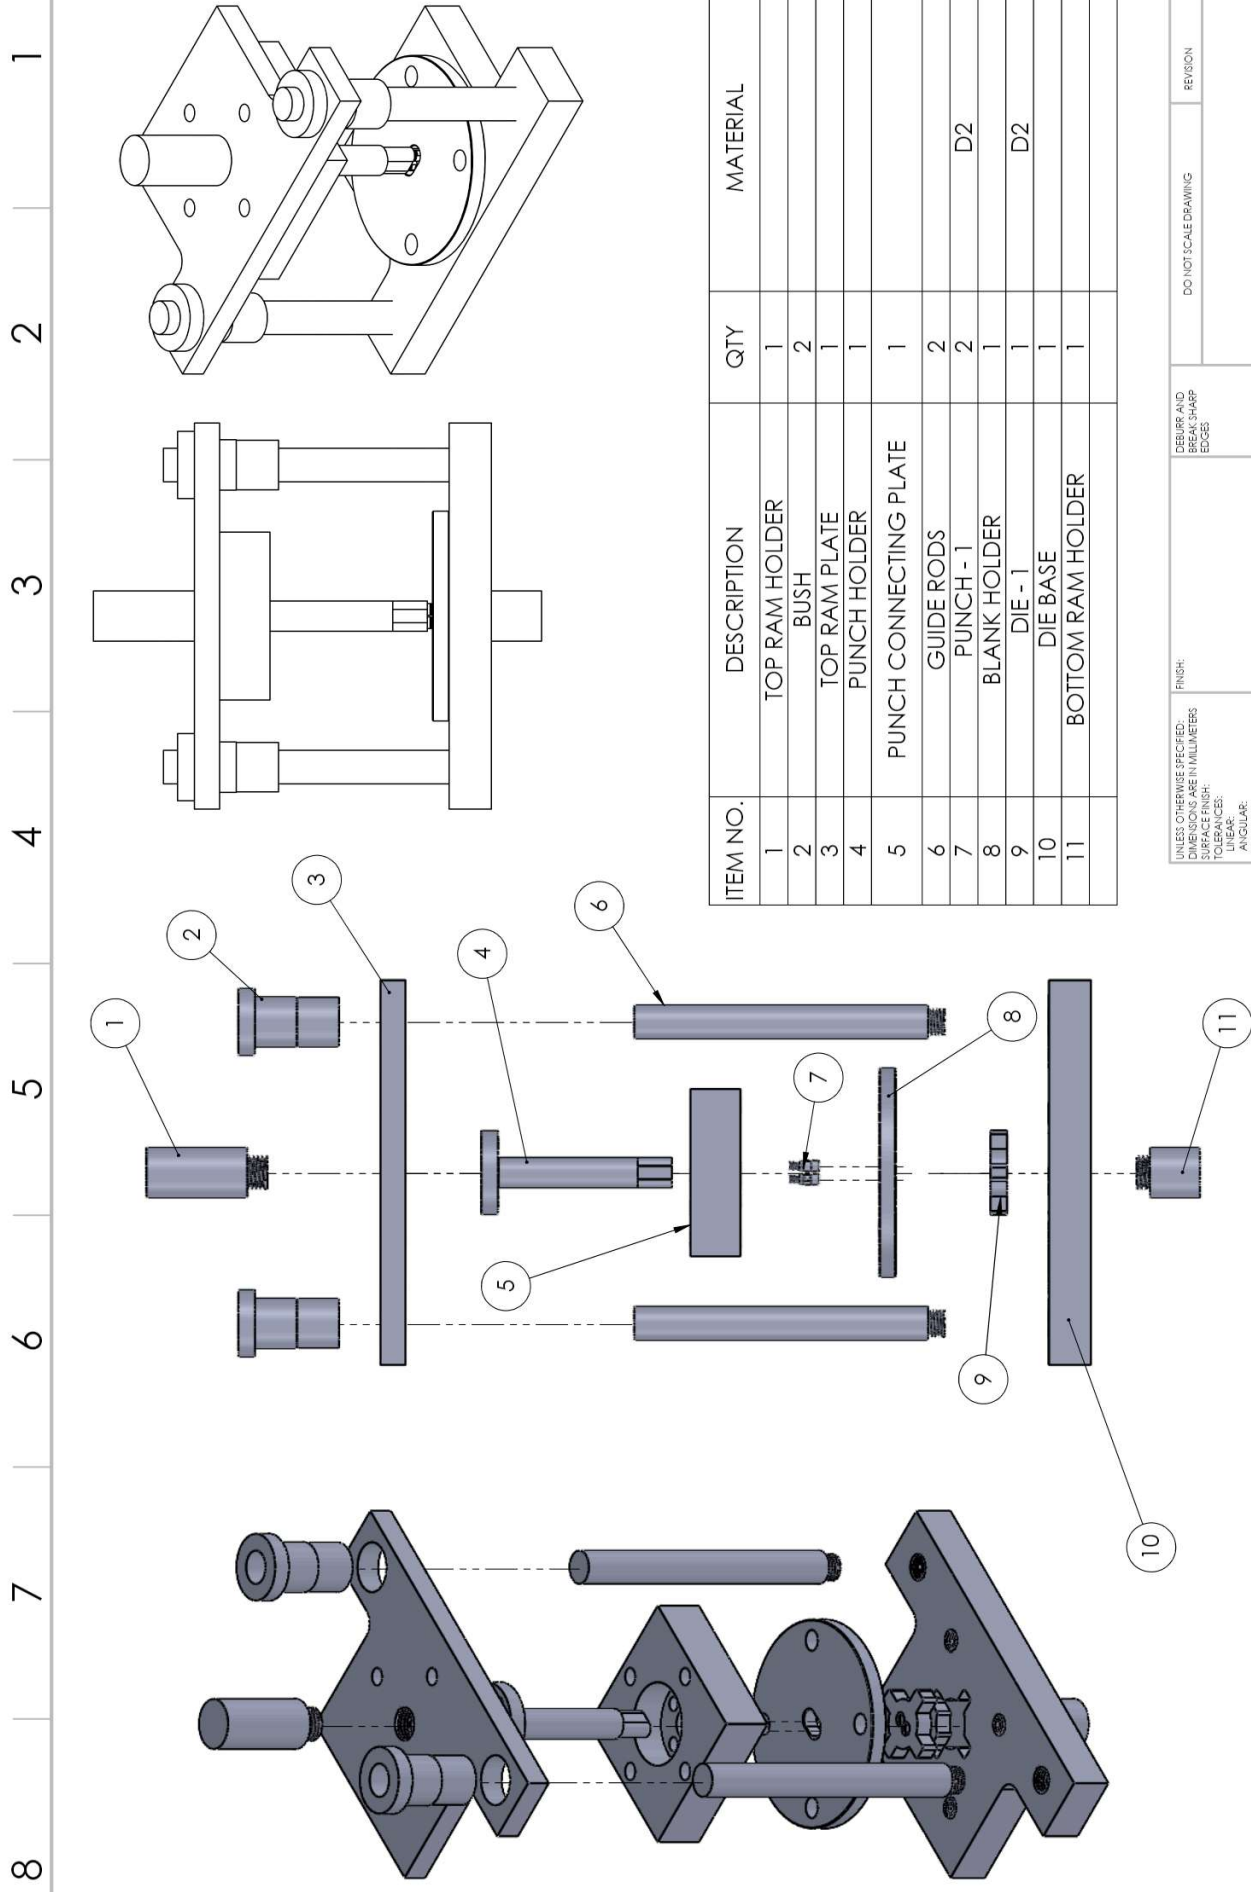 8 7 6 5 4 3 2 1
1
2
3
4
5
6
7
8
9
10
11
ITEM NO. DESCRIPTION QTY MATERIAL
1 TOP RAM HOLDER 1
2 BUSH 2
3 TOP RAM PLATE 1
4 PUNCH HOLDER 1
5 PUNCH CONNECTING PLATE 1
6 GUIDE RODS 2
7 PUNCH - 1 2 D2
8 BLANK HOLDER 1
9 DIE - 1 1 D2
10 DIE BASE 1
11 BOTTOM RAM HOLDER 1
UNLESS OTHERWISE SPECIFIED:
DIMENSIONS ARE IN MILLIMETERS
SURFACE FINISH:
TOLERANCES:
LINEAR:
ANGULAR:
FINISH:
DEBURR AND
BREAK SHARP
EDGES
DO NOT SCALE DRAWING
REVISION